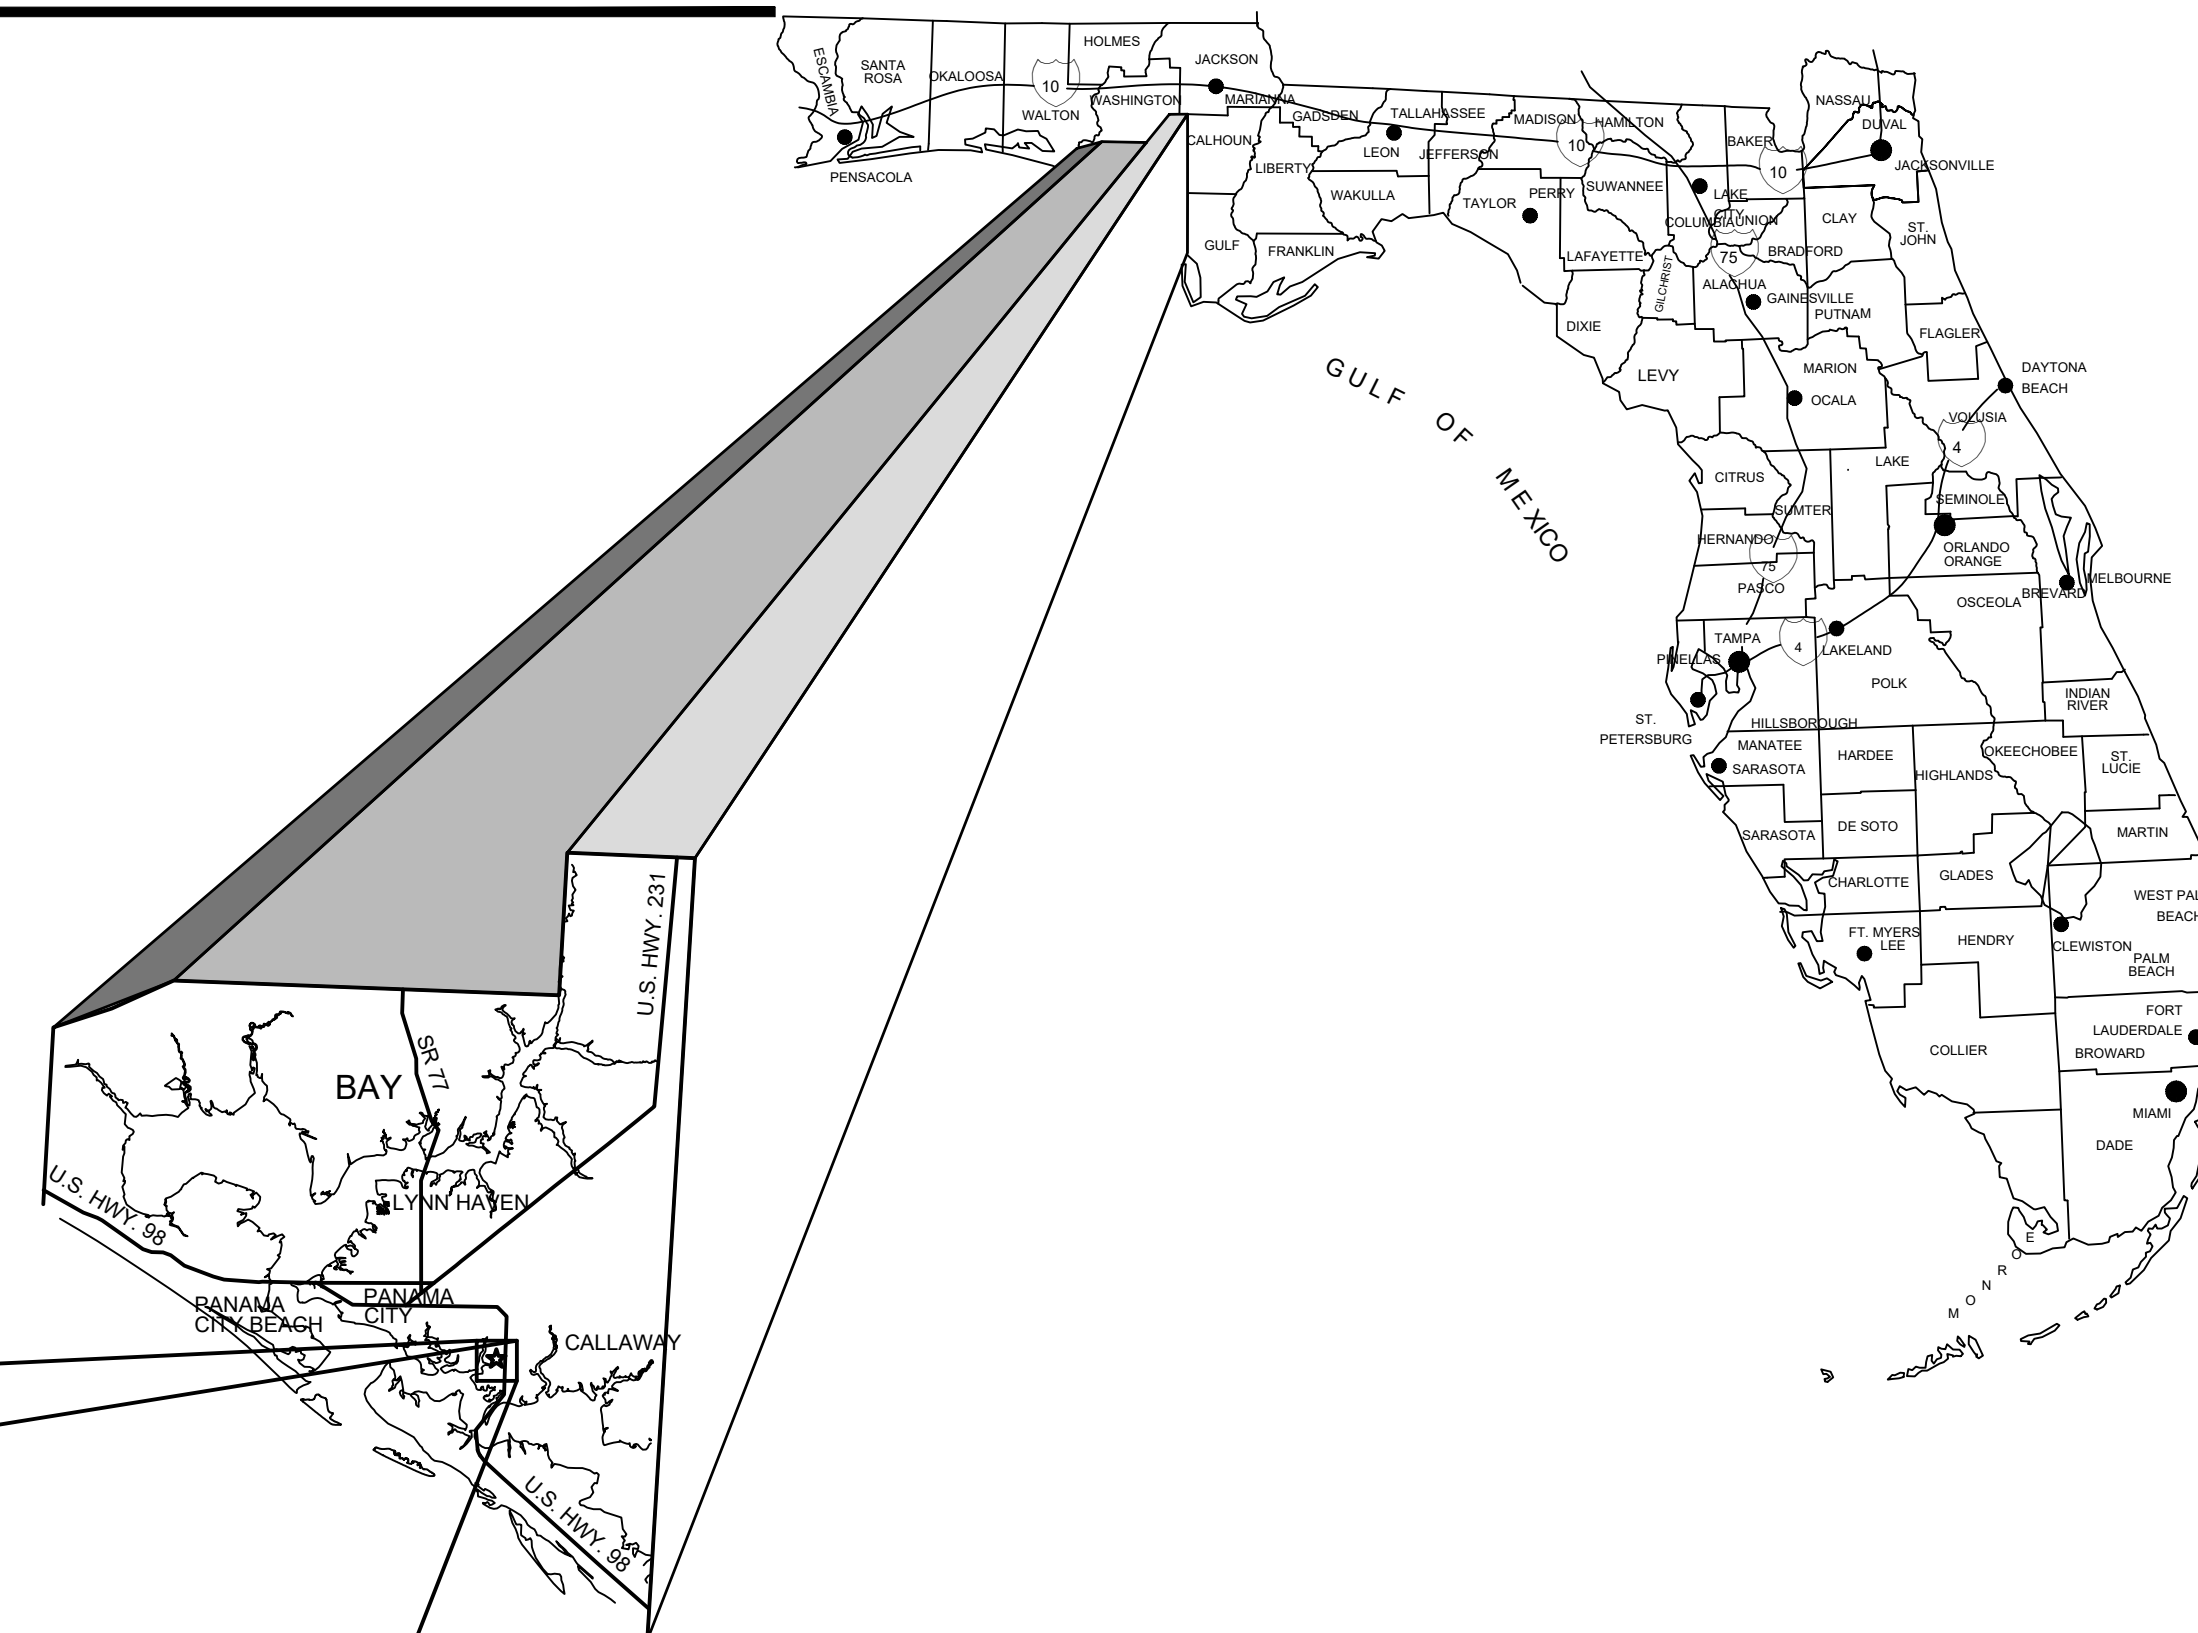 HOLMES
JACKSON
ESCAMBIA
SANTA
ROSA
OKALOOSA
10
WALTON
WASHINGTON
MARIANNA
PENSACOLA
CALHOUN
GADSDEN
TALLAHASSEE
LEON
JEFFERSON
MADISON
HAMILTON
10
LIBERTY
WAKULLA
GULF
FRANKLIN
TAYLOR
PERRY
SUWANNEE
LAFAYETTE
BAKER
NASSAU
DUVAL
JACKSONVILLE
10
LAKE
CITY
COLUMBIA
UNION
CLAY
ST.
JOHN
BRADFORD
75
GILCHRIST
ALACHUA
GAINESVILLE
PUTNAM
DIXIE
FLAGLER
LEVY
MARION
OCALA
DAYTONA
BEACH
VOLUSIA
4
GULF OF MEXICO
CITRUS
LAKE
SUMTER
SEMINOLE
HERNANDO
75
ORLANDO
ORANGE
PASCO
OSCEOLA
BREVARD
MELBOURNE
TAMPA
PINELLAS
4
LAKELAND
POLK
INDIAN
RIVER
ST.
PETERSBURG
HILLSBOROUGH
MANATEE
SARASOTA
HARDEE
HIGHLANDS
OKEECHOBEE
ST.
LUCIE
SARASOTA
DE SOTO
MARTIN
CHARLOTTE
GLADES
WEST PAL
BEACH
FT. MYERS
LEE
HENDRY
CLEWISTON
PALM
BEACH
FORT
LAUDERDALE
COLLIER
BROWARD
MIAMI
DADE
MONROE
U.S. HWY. 231
SR 77
BAY
U.S. HWY. 98
LYNN HAVEN
PANAMA
CITY BEACH
PANAMA
CITY
CALLAWAY
U.S. HWY. 98